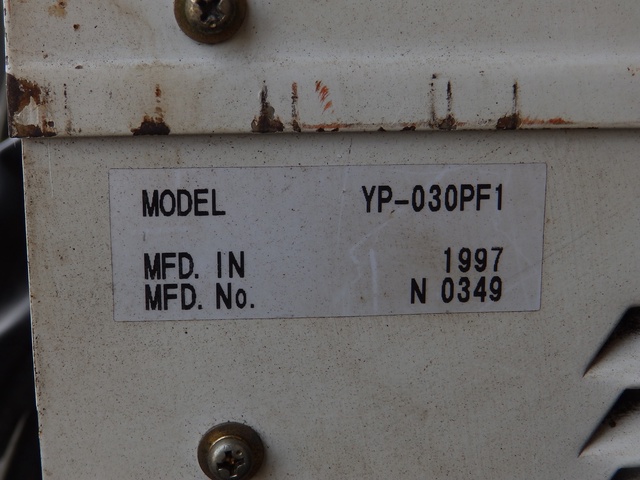 MODEL YP-030PF1
MFD. IN 1997
MFD. No. N 0349